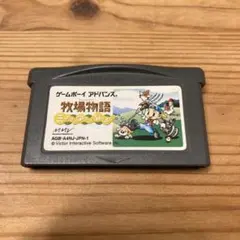 ゲームボーイ アドバンス
牧場物語
AGB-A4NJ-JPN-1
© Victor Interactive Software Inc.